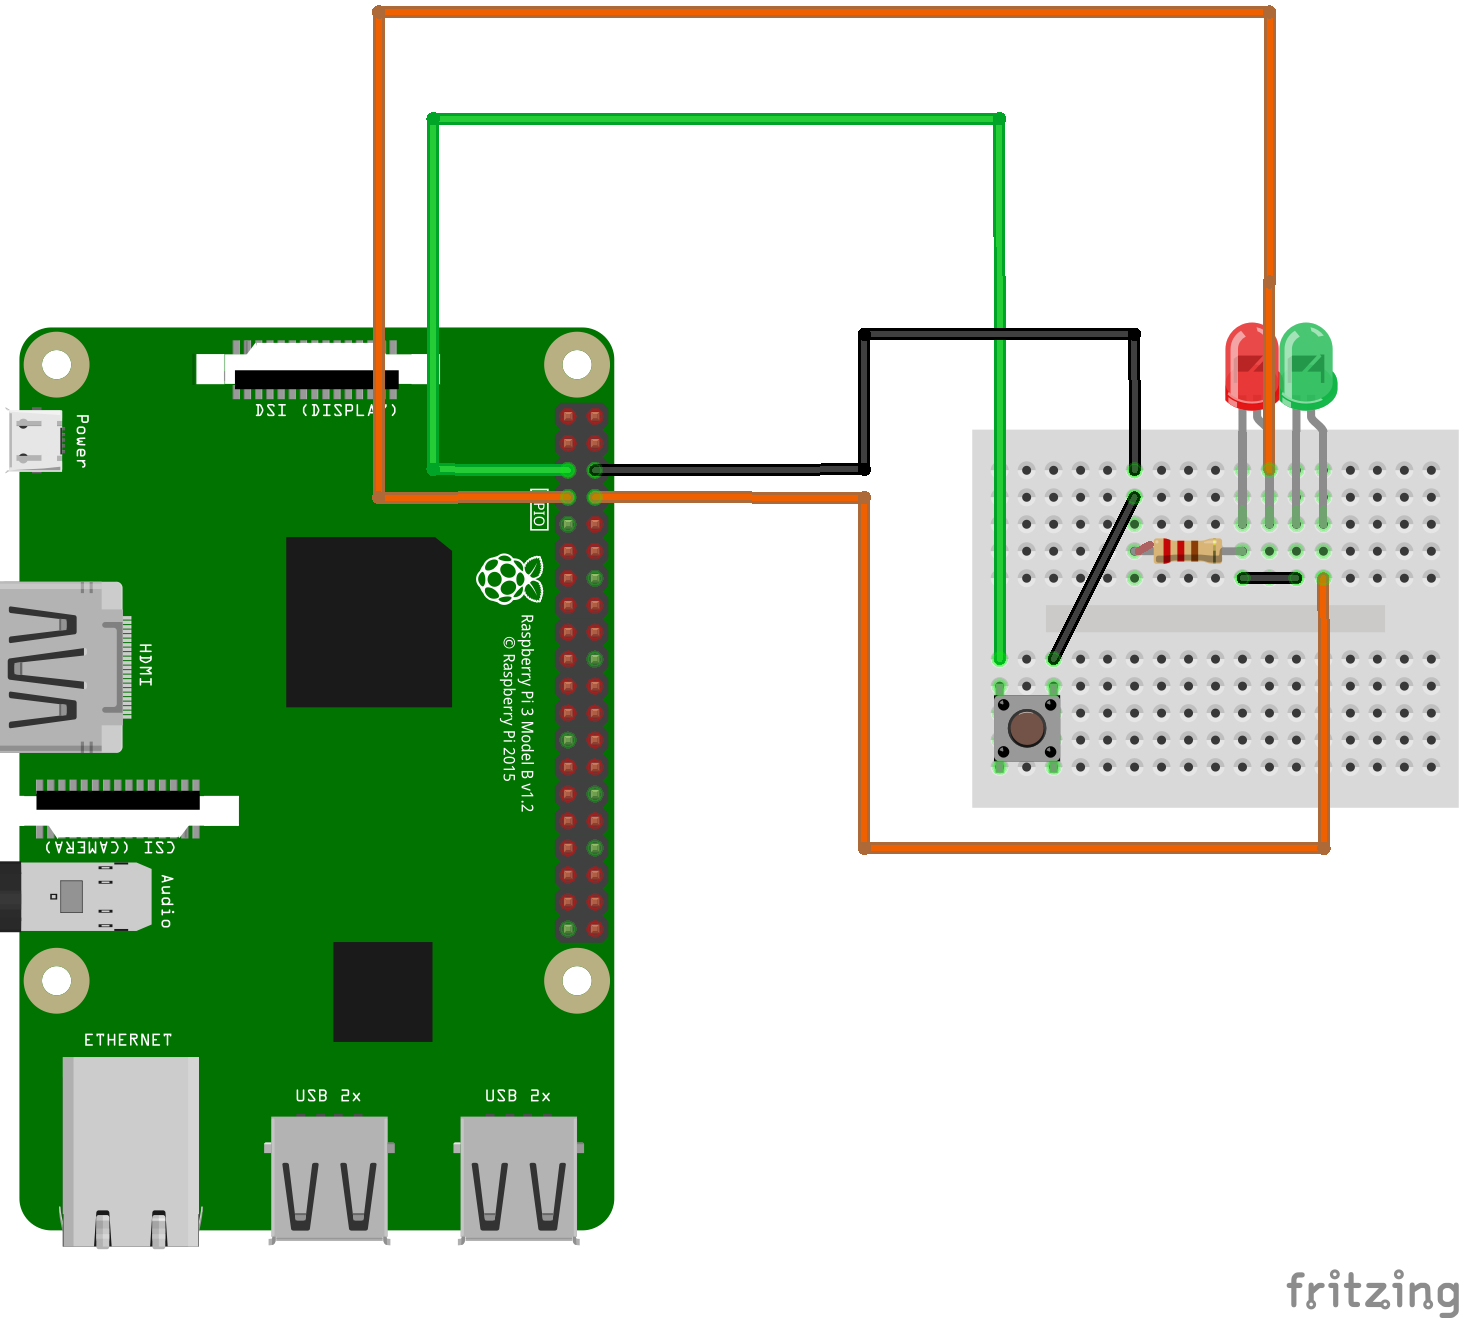 DSI (DISPLAY)
Power
GPIO
HDMI
Raspberry Pi 3 Model B v1.2
© Raspberry Pi 2015
CSI (CAMERA)
Audio
ETHERNET
USB 2x
USB 2x
fritzing